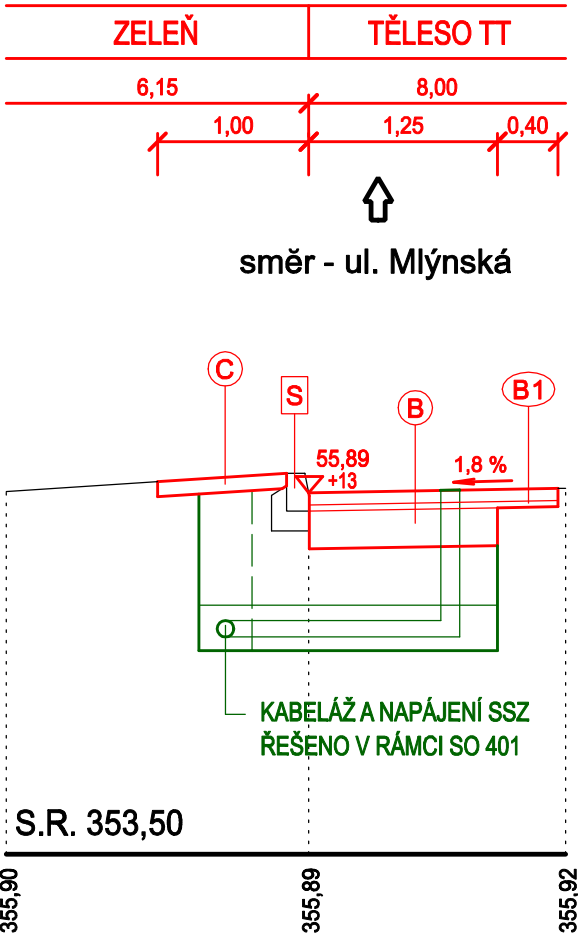 ZELEŇ TĚLESO TT
6,15 8,00
1,00 1,25 0,40
směr - ul. Mlýnská
C S B B1
55,89 1,8 %
+13
KABELÁŽ A NAPÁJENÍ SSZ
ŘEŠENO V RÁMCI SO 401
S.R. 353,50
355,90 355,89 355,92